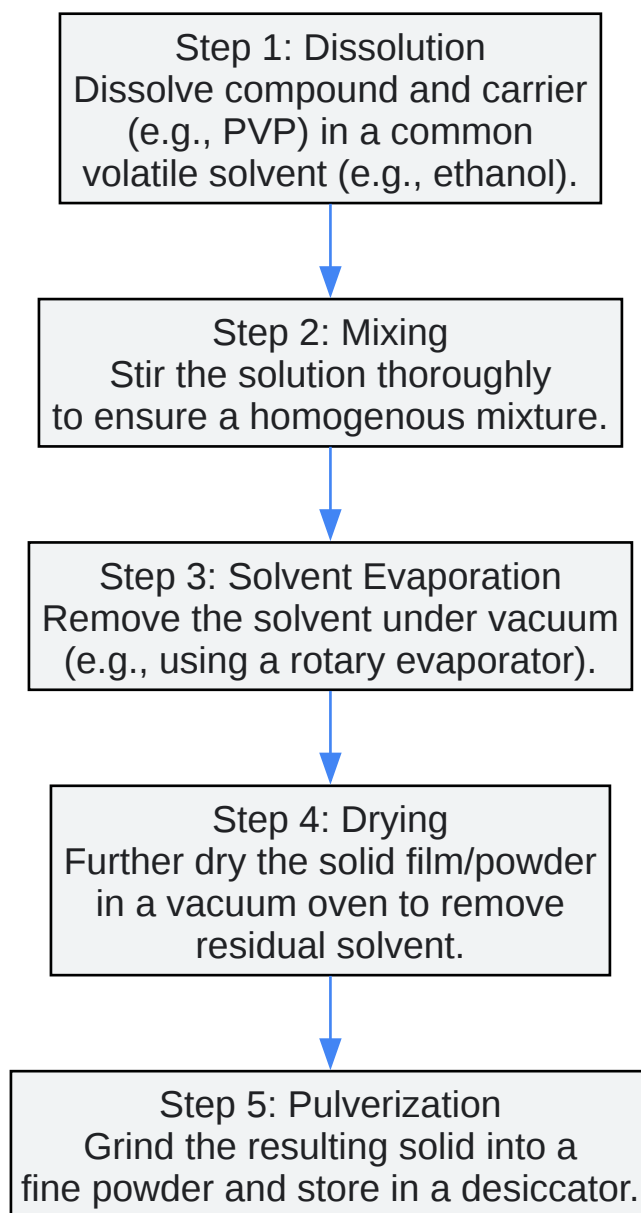 Step 1: Dissolution
Dissolve compound and carrier
(e.g., PVP) in a common
volatile solvent (e.g., ethanol).
Step 2: Mixing
Stir the solution thoroughly
to ensure a homogenous mixture.
Step 3: Solvent Evaporation
Remove the solvent under vacuum
(e.g., using a rotary evaporator).
Step 4: Drying
Further dry the solid film/powder
in a vacuum oven to remove
residual solvent.
Step 5: Pulverization
Grind the resulting solid into a
fine powder and store in a desiccator.